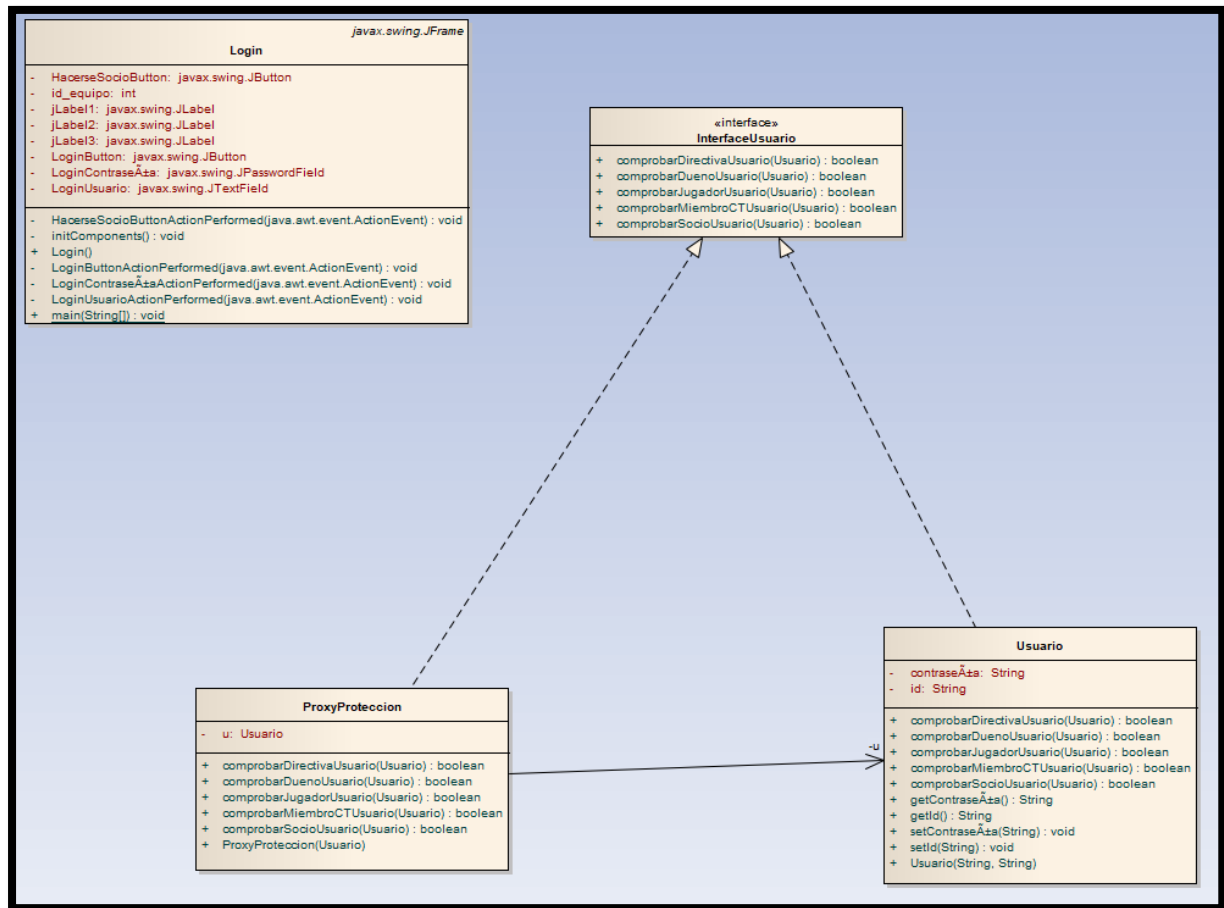 javax.swing.JFrame
Login
- HacerseSocioButton: javax.swing.JButton
- id_equipo: int
- jLabel1: javax.swing.JLabel
- jLabel2: javax.swing.JLabel
- jLabel3: javax.swing.JLabel
- LoginButton: javax.swing.JButton
- LoginContraseÃ±a: javax.swing.JPasswordField
- LoginUsuario: javax.swing.JTextField
- HacerseSocioButtonActionPerformed(java.awt.event.ActionEvent) : void
- initComponents() : void
+ Login()
- LoginButtonActionPerformed(java.awt.event.ActionEvent) : void
- LoginContraseÃ±aActionPerformed(java.awt.event.ActionEvent) : void
- LoginUsuarioActionPerformed(java.awt.event.ActionEvent) : void
+ main(String[]) : void
«interface»
InterfaceUsuario
+ comprobarDirectivaUsuario(Usuario) : boolean
+ comprobarDuenoUsuario(Usuario) : boolean
+ comprobarJugadorUsuario(Usuario) : boolean
+ comprobarMiembroCTUsuario(Usuario) : boolean
+ comprobarSocioUsuario(Usuario) : boolean
ProxyProteccion
- u: Usuario
+ comprobarDirectivaUsuario(Usuario) : boolean
+ comprobarDuenoUsuario(Usuario) : boolean
+ comprobarJugadorUsuario(Usuario) : boolean
+ comprobarMiembroCTUsuario(Usuario) : boolean
+ comprobarSocioUsuario(Usuario) : boolean
+ ProxyProteccion(Usuario)
-u
Usuario
- contraseÃ±a: String
- id: String
+ comprobarDirectivaUsuario(Usuario) : boolean
+ comprobarDuenoUsuario(Usuario) : boolean
+ comprobarJugadorUsuario(Usuario) : boolean
+ comprobarMiembroCTUsuario(Usuario) : boolean
+ comprobarSocioUsuario(Usuario) : boolean
+ getContraseÃ±a() : String
+ getId() : String
+ setContraseÃ±a(String) : void
+ setId(String) : void
+ Usuario(String, String)